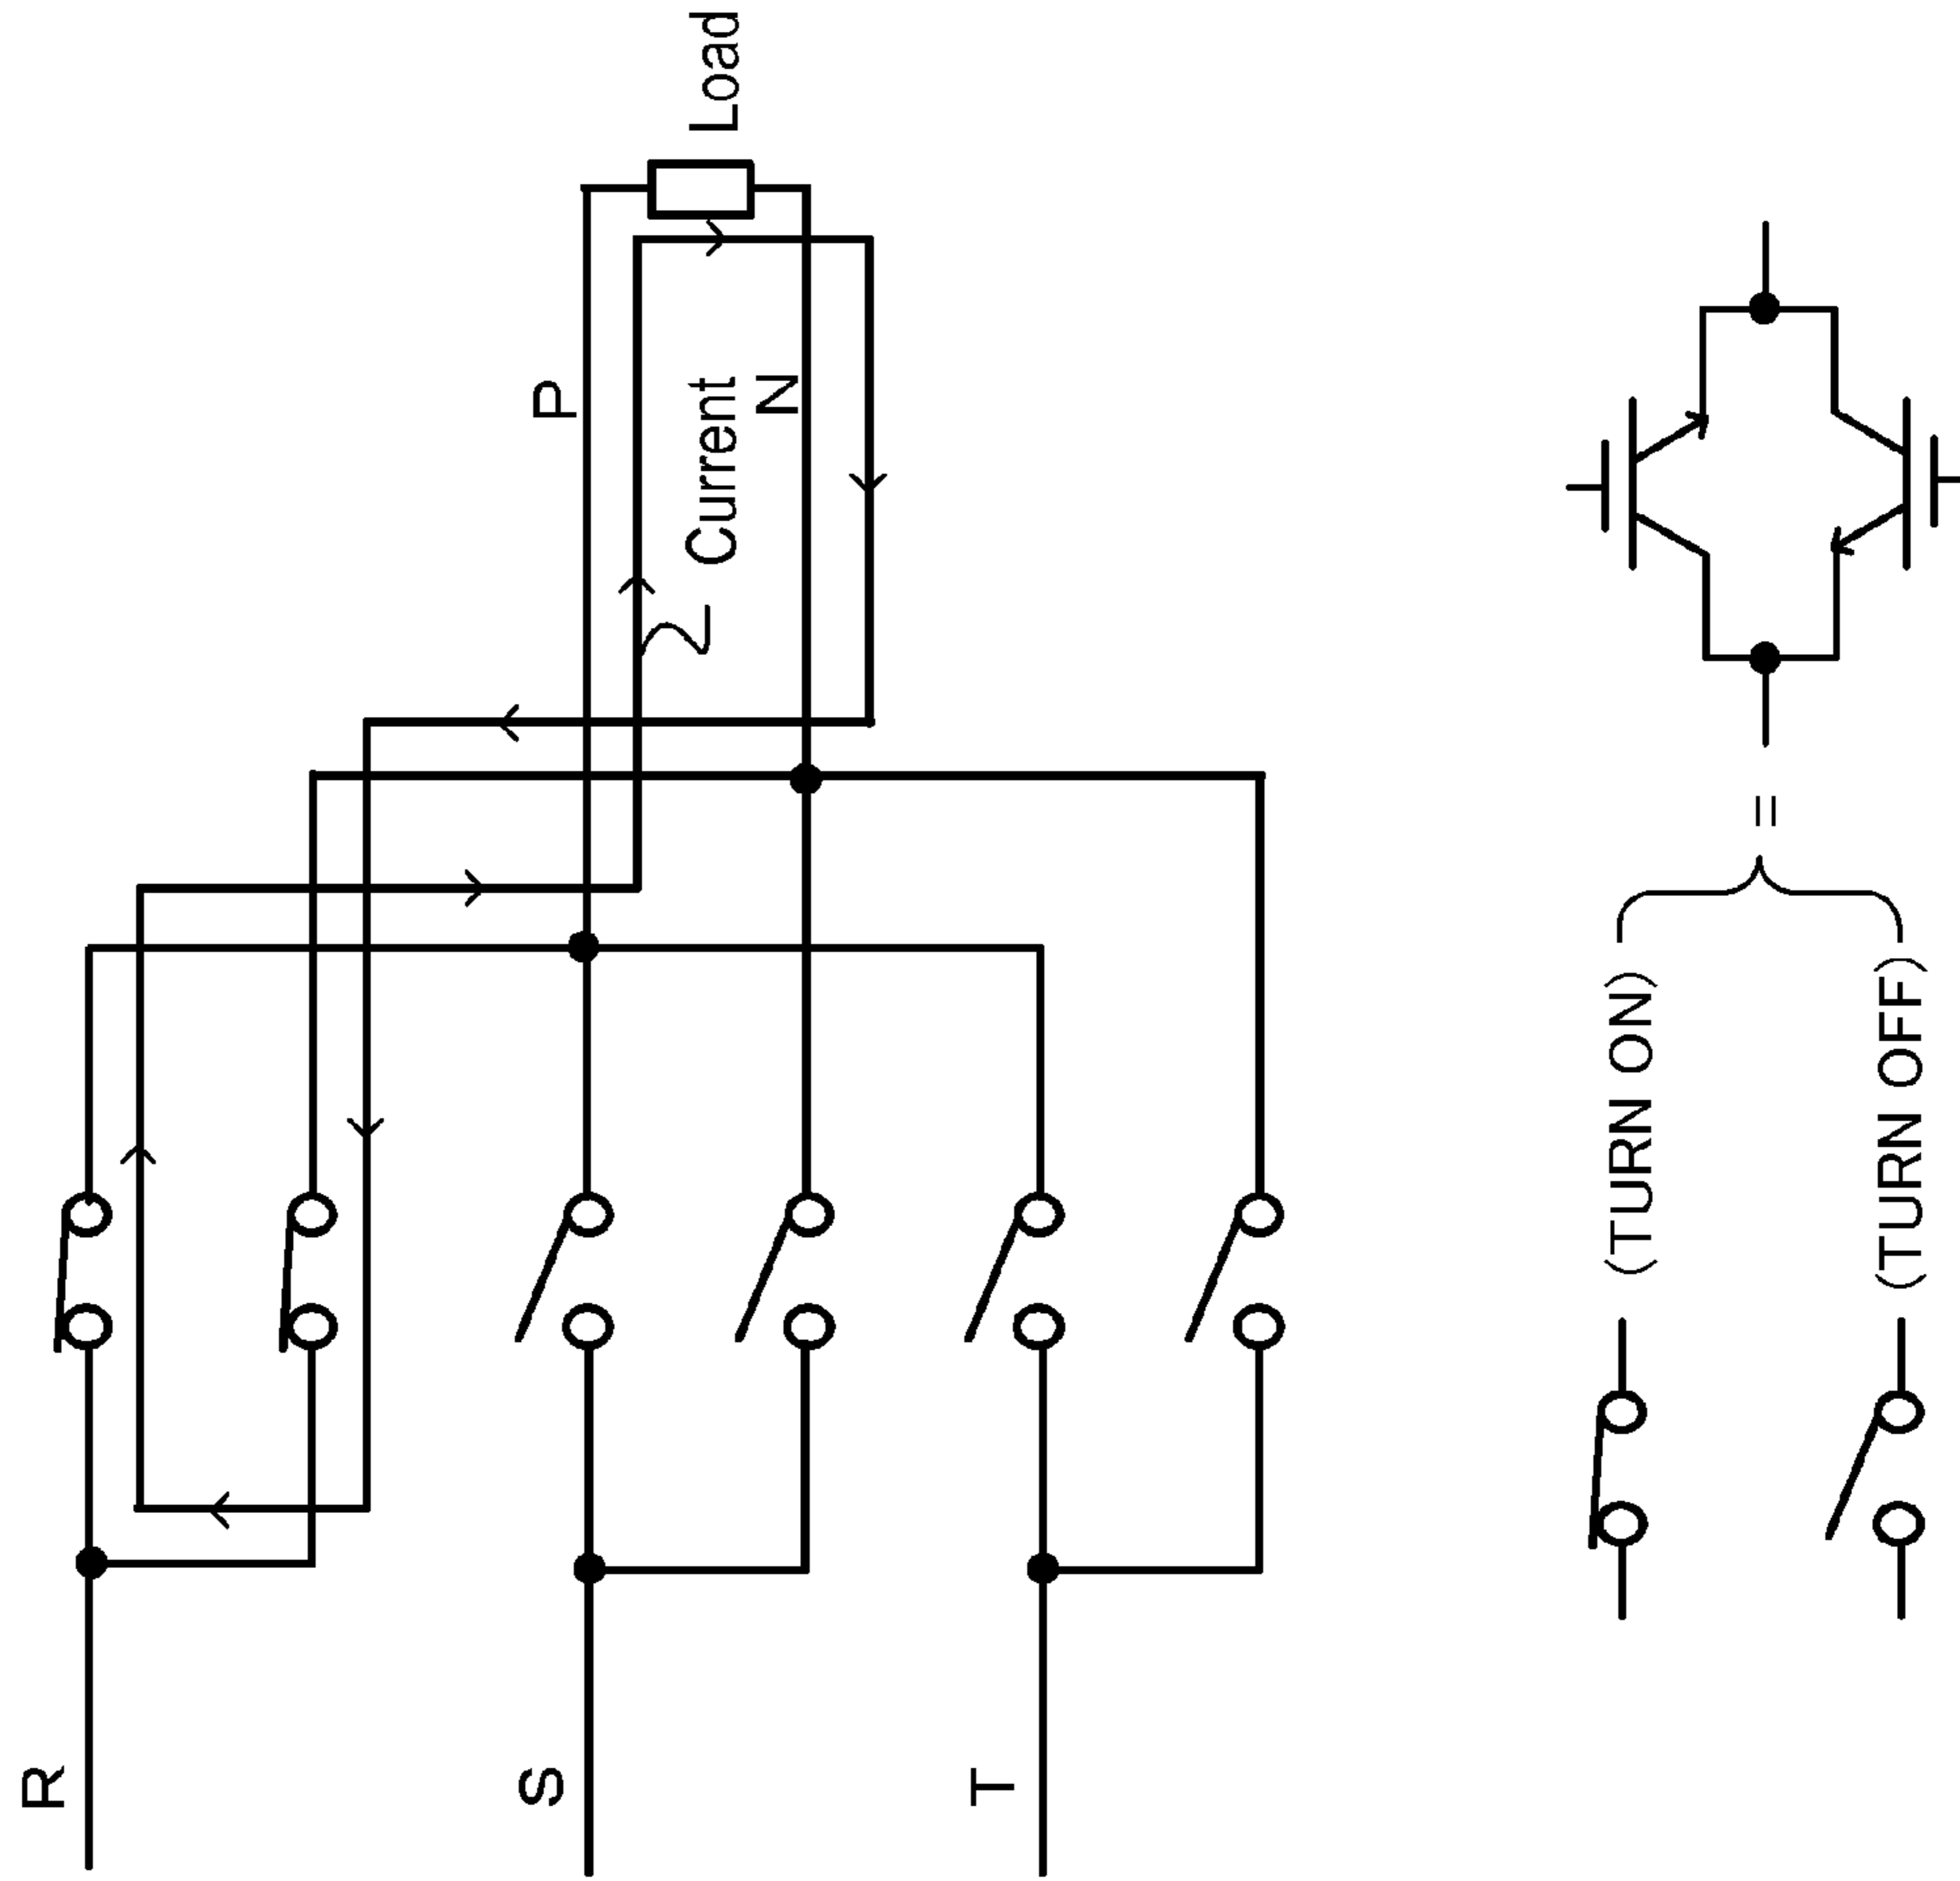 R
S
T
P
N
Current
Load
(TURN ON)
(TURN OFF)
=